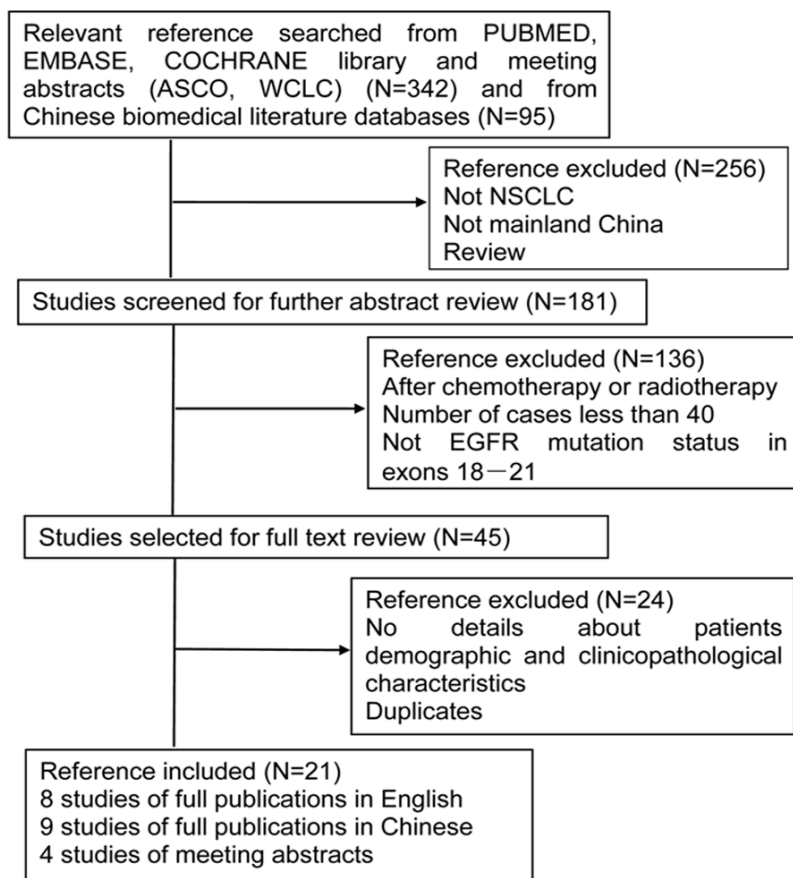 Relevant reference searched from PUBMED,
EMBASE, COCHRANE library and meeting
abstracts (ASCO, WCLC) (N=342) and from
Chinese biomedical literature databases (N=95)
Reference excluded (N=256)
Not NSCLC
Not mainland China
Review
Studies screened for further abstract review (N=181)
Reference excluded (N=136)
After chemotherapy or radiotherapy
Number of cases less than 40
Not EGFR mutation status in
exons 18—21
Studies selected for full text review (N=45)
Reference excluded (N=24)
No details about patients
demographic and clinicopathological
characteristics
Duplicates
Reference included (N=21)
8 studies of full publications in English
9 studies of full publications in Chinese
4 studies of meeting abstracts